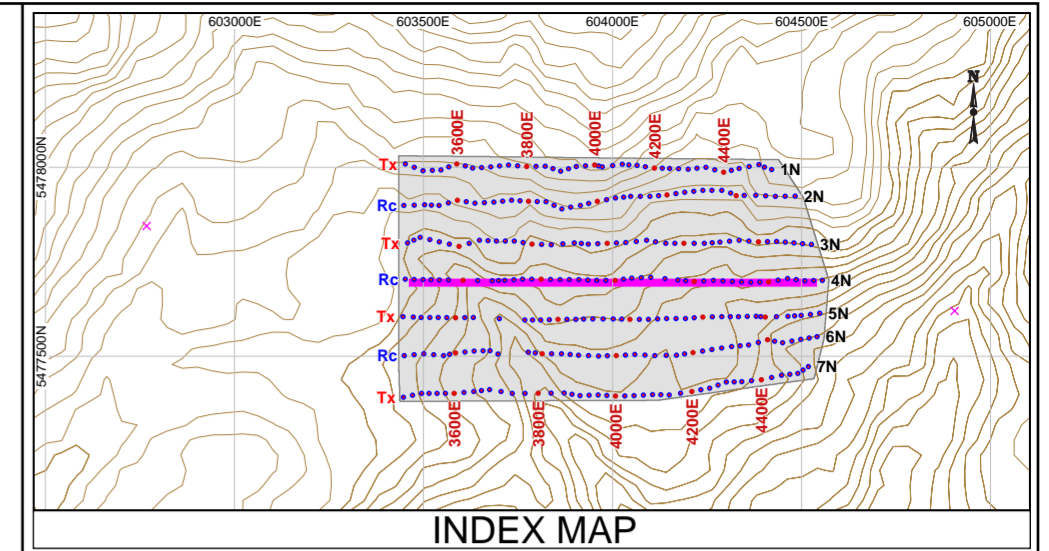 603000E 603500E 604000E 604500E 605000E
N
3600E 3800E 4000E 4200E 4400E
5478000N
Tx 1N
Rc 2N
Tx 3N
Rc 4N
Tx 5N
5477500N
Rc 6N
Tx 7N
3600E 3800E 4000E 4200E 4400E
INDEX MAP